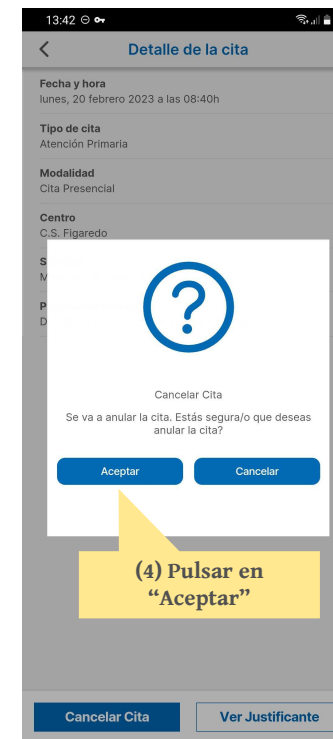 13:42
Detalle de la cita
Fecha y hora
lunes, 20 febrero 2023 a las 08:40h
Tipo de cita
Atención Primaria
Modalidad
Cita Presencial
Centro
C.S. Figaredo
S
M
P
D
Cancelar Cita
Se va a anular la cita. Estás segura/o que deseas
anular la cita?
Aceptar Cancelar
(4) Pulsar en
“Aceptar”
Cancelar Cita Ver Justificante